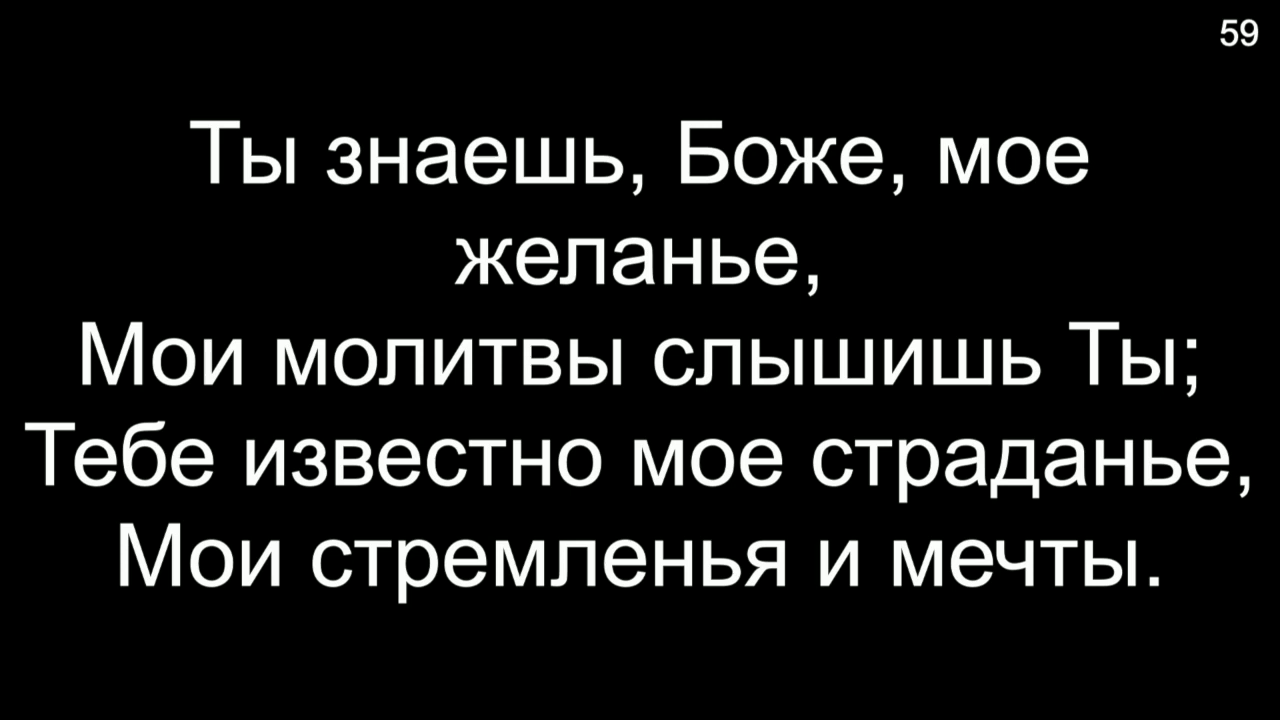 59
Ты знаешь, Боже, мое
желанье,
Мои молитвы слышишь Ты;
Тебе известно мое страданье,
Мои стремленья и мечты.